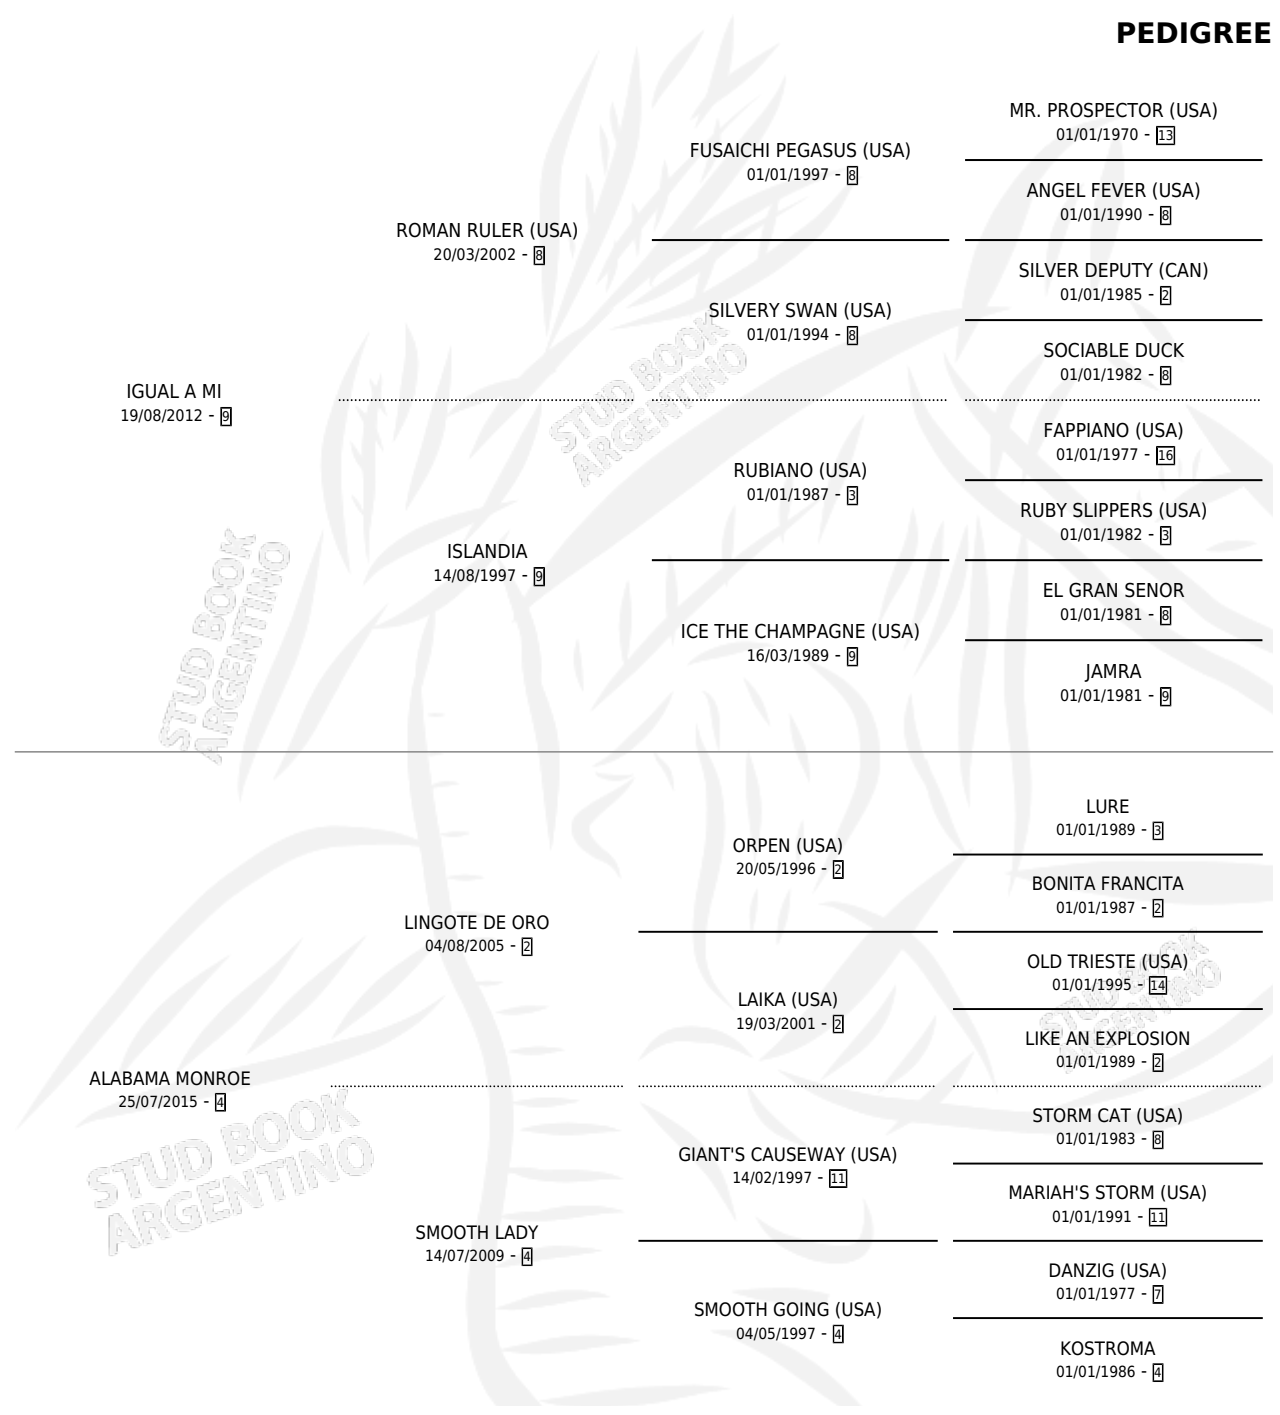 PEDIGREE
MR. PROSPECTOR (USA)
01/01/1970 - 13
FUSAICHI PEGASUS (USA)
01/01/1997 - 8
ANGEL FEVER (USA)
01/01/1990 - 8
ROMAN RULER (USA)
20/03/2002 - 8
SILVER DEPUTY (CAN)
01/01/1985 - 2
SILVERY SWAN (USA)
01/01/1994 - 8
SOCIABLE DUCK
01/01/1982 - 8
IGUAL A MI
19/08/2012 - 9
STUD BOOK
ARGENTINO
FAPPIANO (USA)
01/01/1977 - 16
RUBIANO (USA)
01/01/1987 - 3
RUBY SLIPPERS (USA)
01/01/1982 - 3
ISLANDIA
14/08/1997 - 9
EL GRAN SENOR
01/01/1981 - 8
ICE THE CHAMPAGNE (USA)
16/03/1989 - 9
JAMRA
01/01/1981 - 9
STUD BOOK
ARGENTINO
LURE
01/01/1989 - 3
ORPEN (USA)
20/05/1996 - 2
BONITA FRANCITA
01/01/1987 - 2
LINGOTE DE ORO
04/08/2005 - 2
OLD TRIESTE (USA)
01/01/1995 - 14
LAIKA (USA)
19/03/2001 - 2
STUD BOOK
ARGENTINO
LIKE AN EXPLOSION
01/01/1989 - 2
ALABAMA MONROE
25/07/2015 - 4
STORM CAT (USA)
01/01/1983 - 8
GIANT'S CAUSEWAY (USA)
14/02/1997 - 11
STUD BOOK
ARGENTINO
MARIAH'S STORM (USA)
01/01/1991 - 11
SMOOTH LADY
14/07/2009 - 4
DANZIG (USA)
01/01/1977 - 7
SMOOTH GOING (USA)
04/05/1997 - 4
KOSTROMA
01/01/1986 - 4